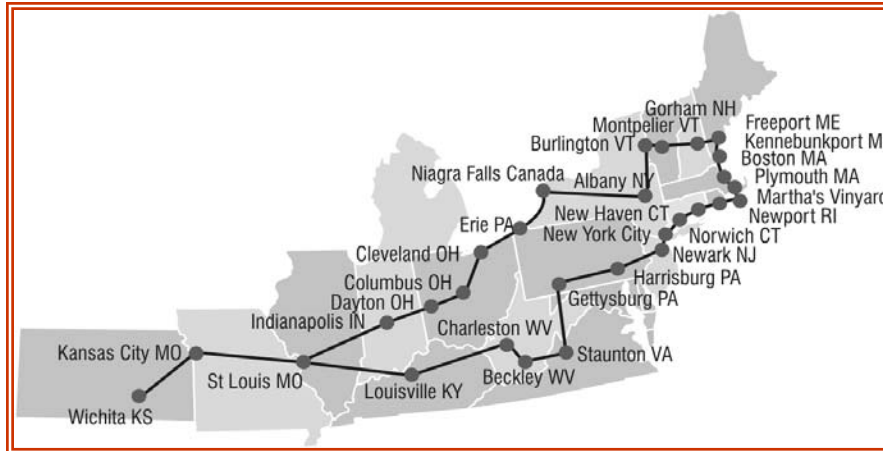 Gorham NH
Montpelier VT
Freeport ME
Burlington VT
Kennebunkport M
Boston MA
Niagra Falls Canada
Albany NY
Plymouth MA
Martha's Vinyard
New Haven CT
Newport RI
Erie PA
New York City
Norwich CT
Cleveland OH
Newark NJ
Columbus OH
Harrisburg PA
Dayton OH
Gettysburg PA
Indianapolis IN
Charleston WV
Kansas City MO
Staunton VA
St Louis MO
Beckley WV
Louisville KY
Wichita KS